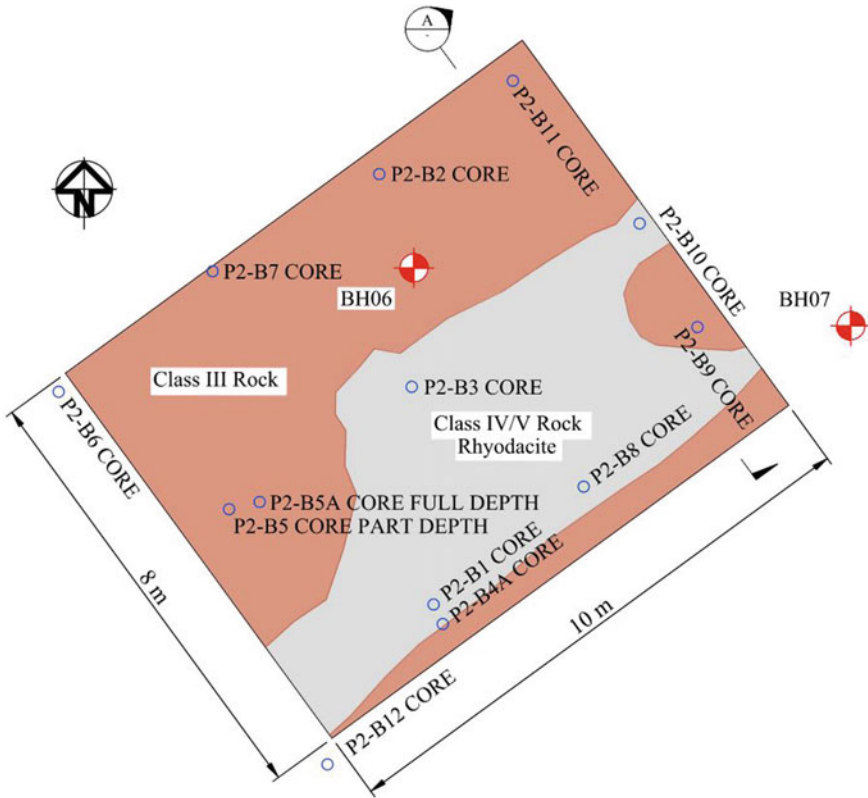 A
-
P2-B11 CORE
P2-B2 CORE
N
P2-B10 CORE
P2-B7 CORE
BH06
BH07
P2-B9 CORE
Class III Rock
P2-B3 CORE
P2-B6 CORE
Class IV/V Rock
Rhyodacite
P2-B8 CORE
P2-B5A CORE FULL DEPTH
P2-B5 CORE PART DEPTH
P2-B1 CORE
P2-B4A CORE
8 m
10 m
P2-B12 CORE